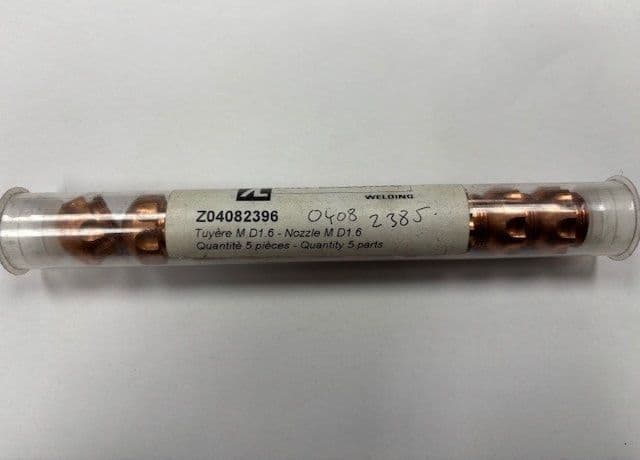 WELDING
Z04082396 0408 2385
Tuyère M D1.6 - Nozzle M D1.6
Quantité 5 pièces - Quantity 5 parts